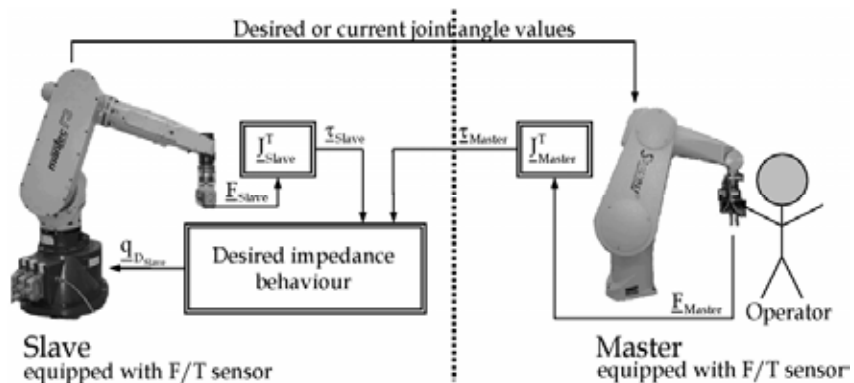 Desired or current joint angle values
J^T_Slave
τ_Slave
τ_Master
J^T_Master
F_Slave
q_D_Slave
Desired impedance
behaviour
F_Master
Operator
Slave
equipped with F/T sensor
Master
equipped with F/T sensor